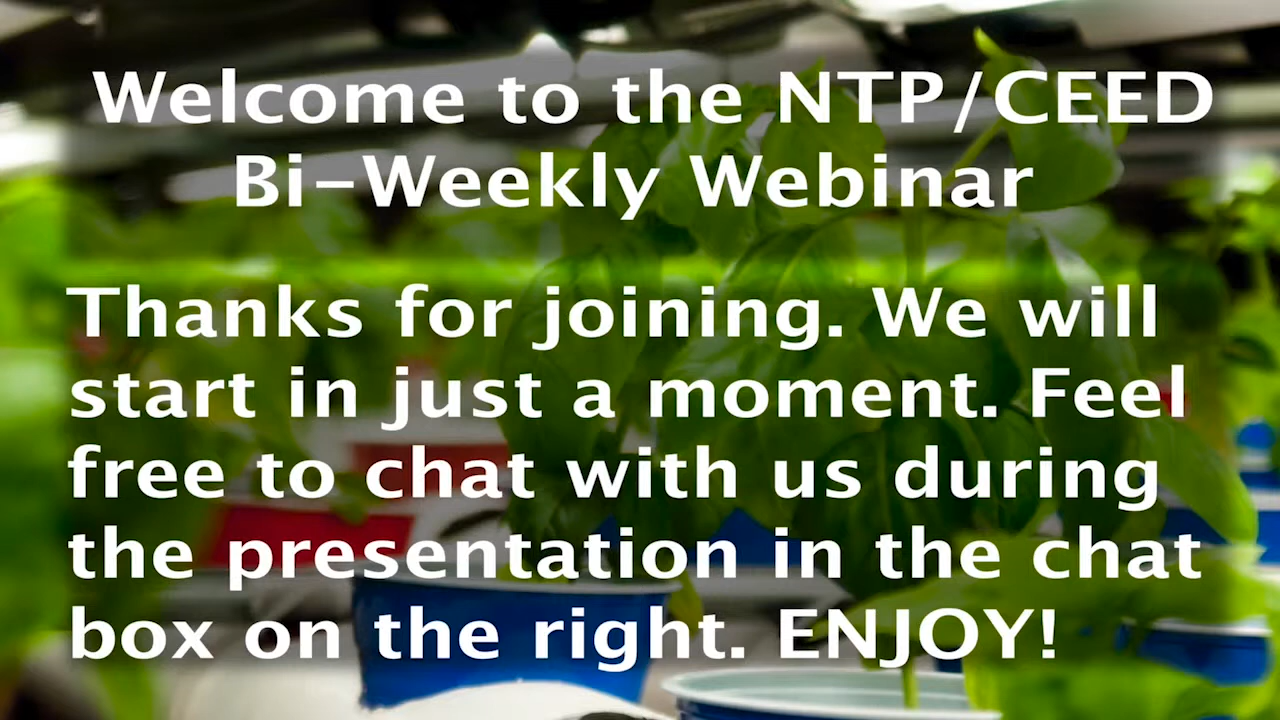 Welcome to the NTP/CEED
Bi-Weekly Webinar
Thanks for joining. We will
start in just a moment. Feel
free to chat with us during
the presentation in the chat
box on the right. ENJOY!